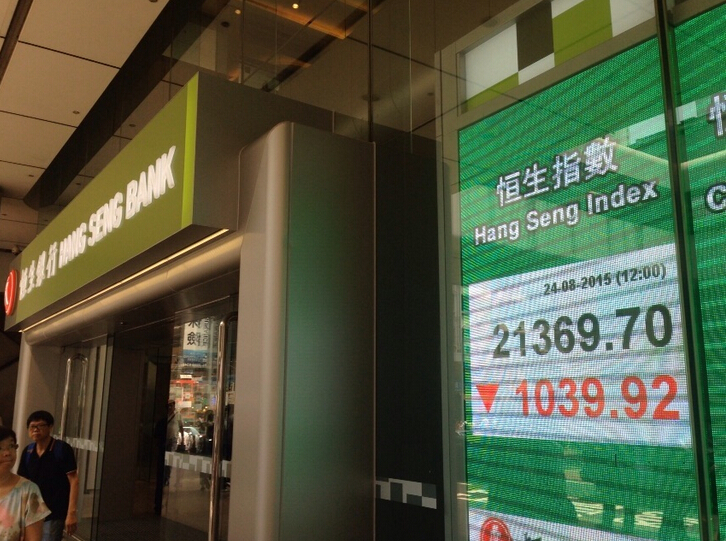 恒生銀行 HANG SENG BANK
恒生指數
Hang Seng Index
24-08-2015 (12:00)
21369.70
▼ 1039.92